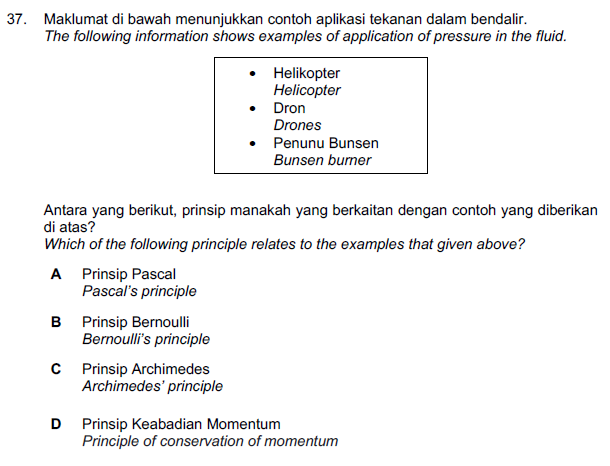 37. Maklumat di bawah menunjukkan contoh aplikasi tekanan dalam bendalir.
The following information shows examples of application of pressure in the fluid.
• Helikopter
Helicopter
• Dron
Drones
• Penunu Bunsen
Bunsen burner
Antara yang berikut, prinsip manakah yang berkaitan dengan contoh yang diberikan
di atas?
Which of the following principle relates to the examples that given above?
A Prinsip Pascal
Pascal's principle
B Prinsip Bernoulli
Bernoulli's principle
C Prinsip Archimedes
Archimedes' principle
D Prinsip Keabadian Momentum
Principle of conservation of momentum